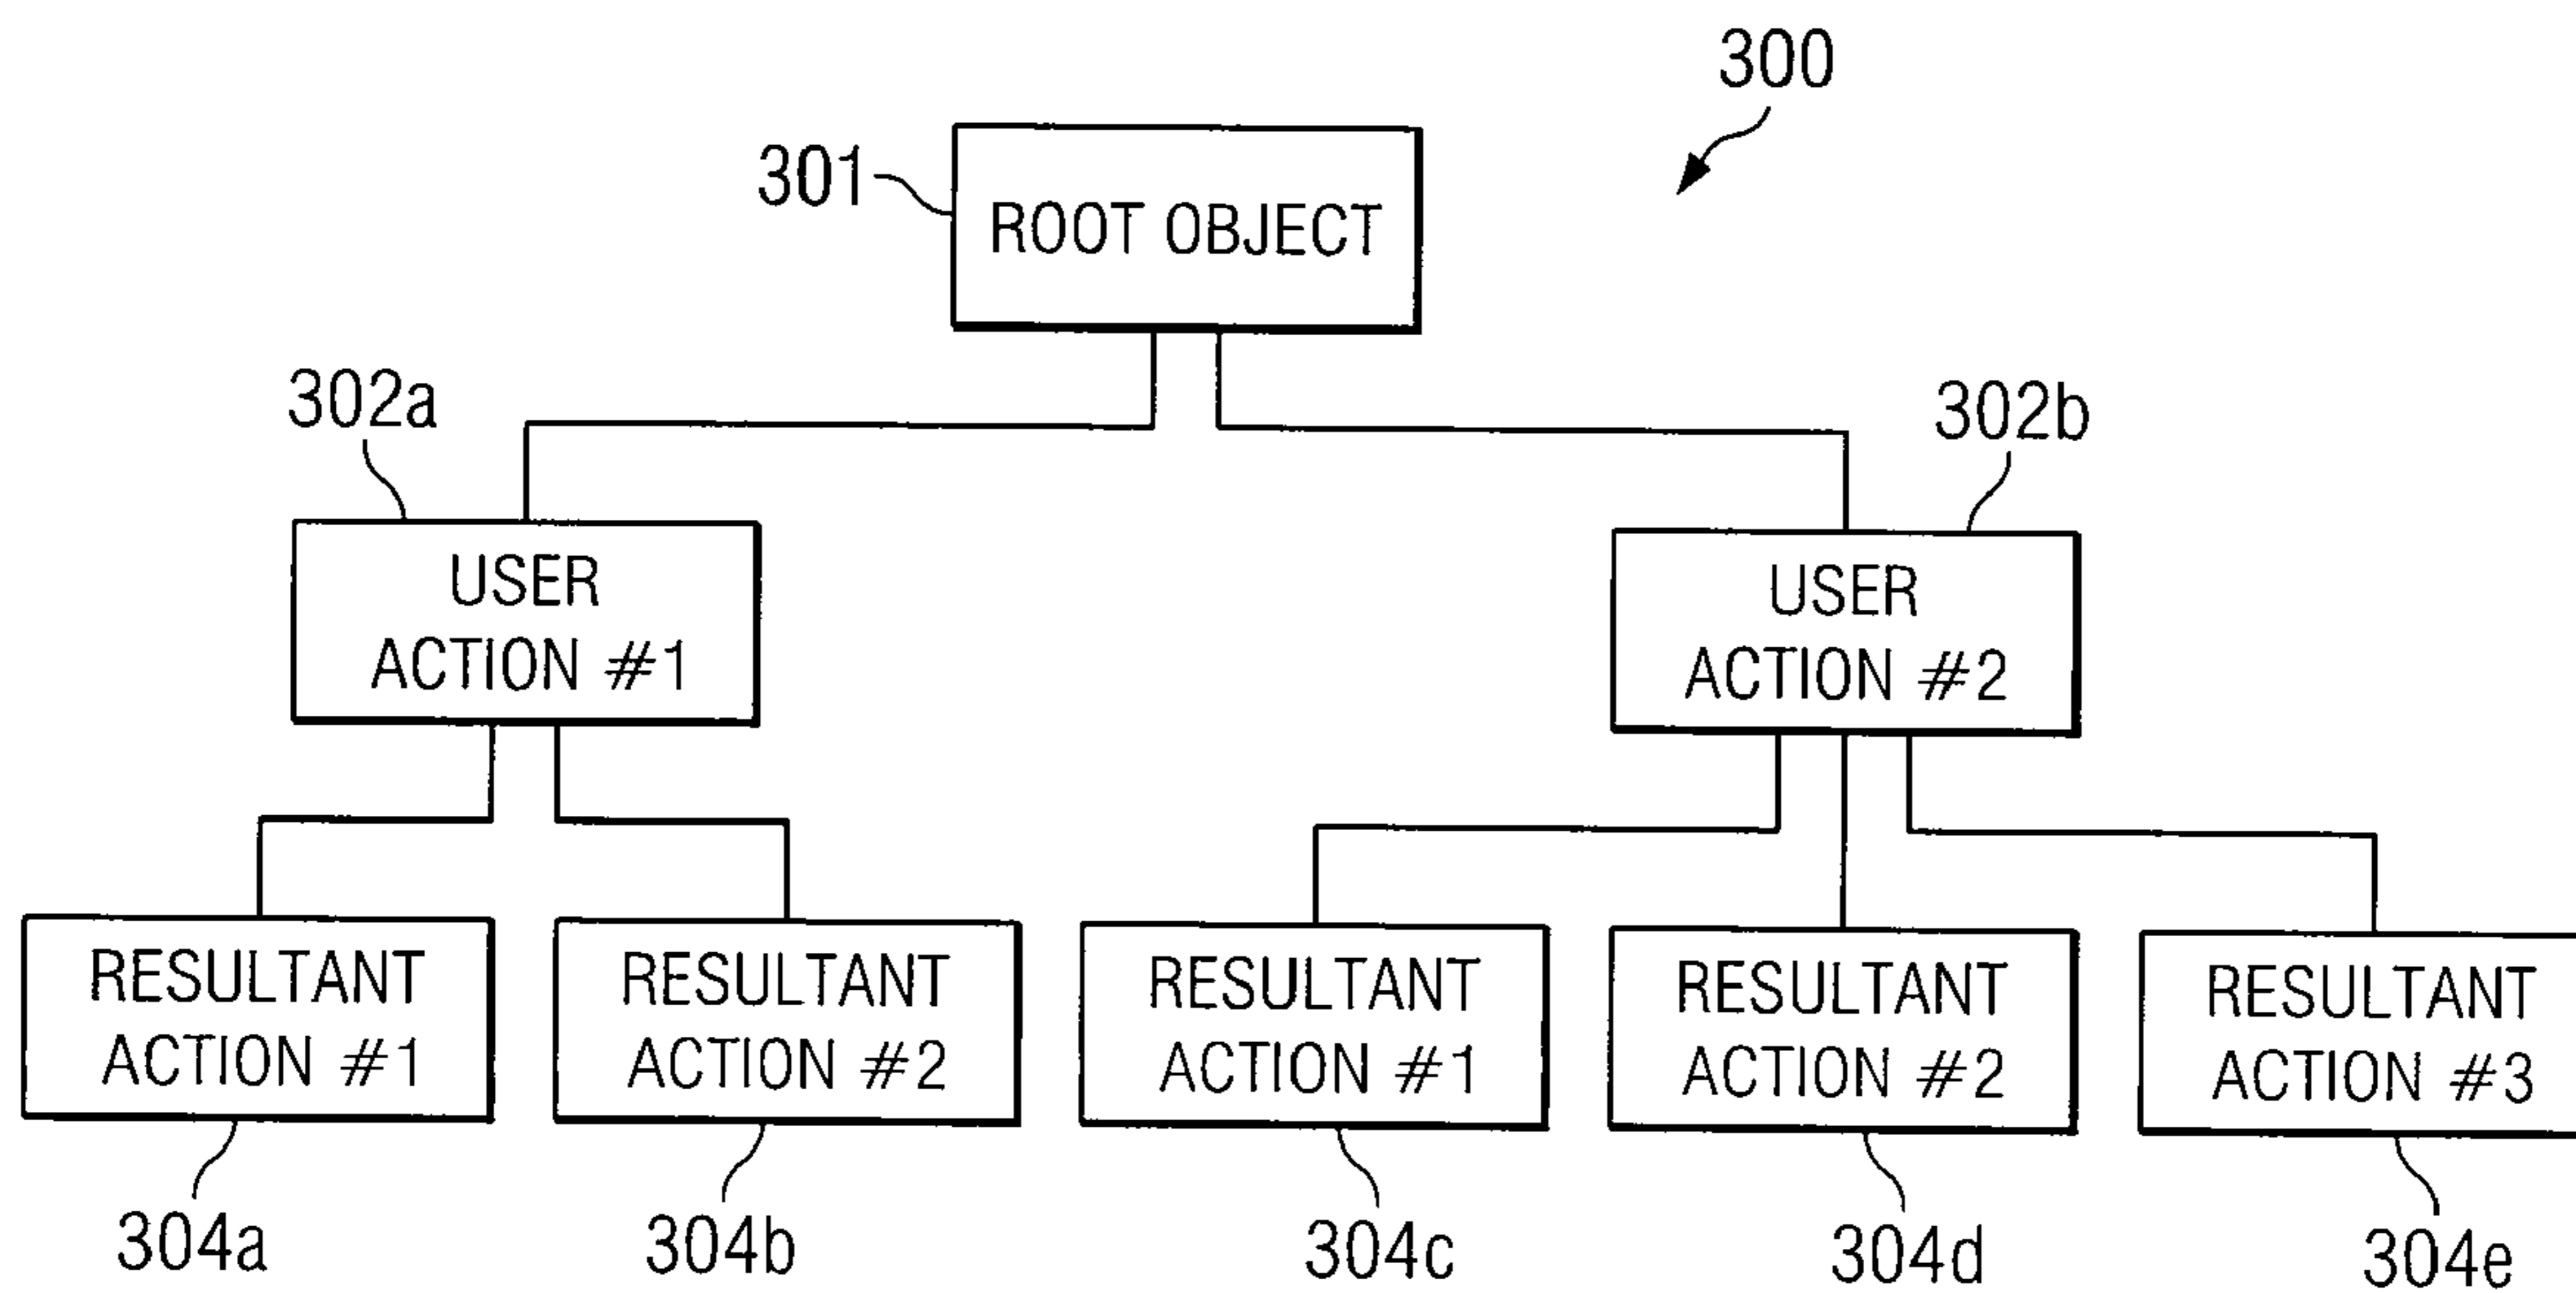 300
301
ROOT OBJECT
302a
302b
USER
ACTION #1
USER
ACTION #2
RESULTANT
ACTION #1
RESULTANT
ACTION #2
RESULTANT
ACTION #1
RESULTANT
ACTION #2
RESULTANT
ACTION #3
304a
304b
304c
304d
304e